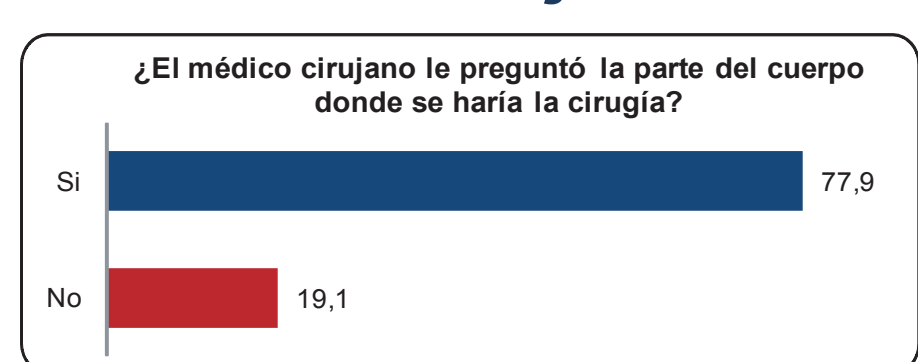 ¿El médico cirujano le preguntó la parte del cuerpo
donde se haría la cirugía?
Si
77,9
No
19,1